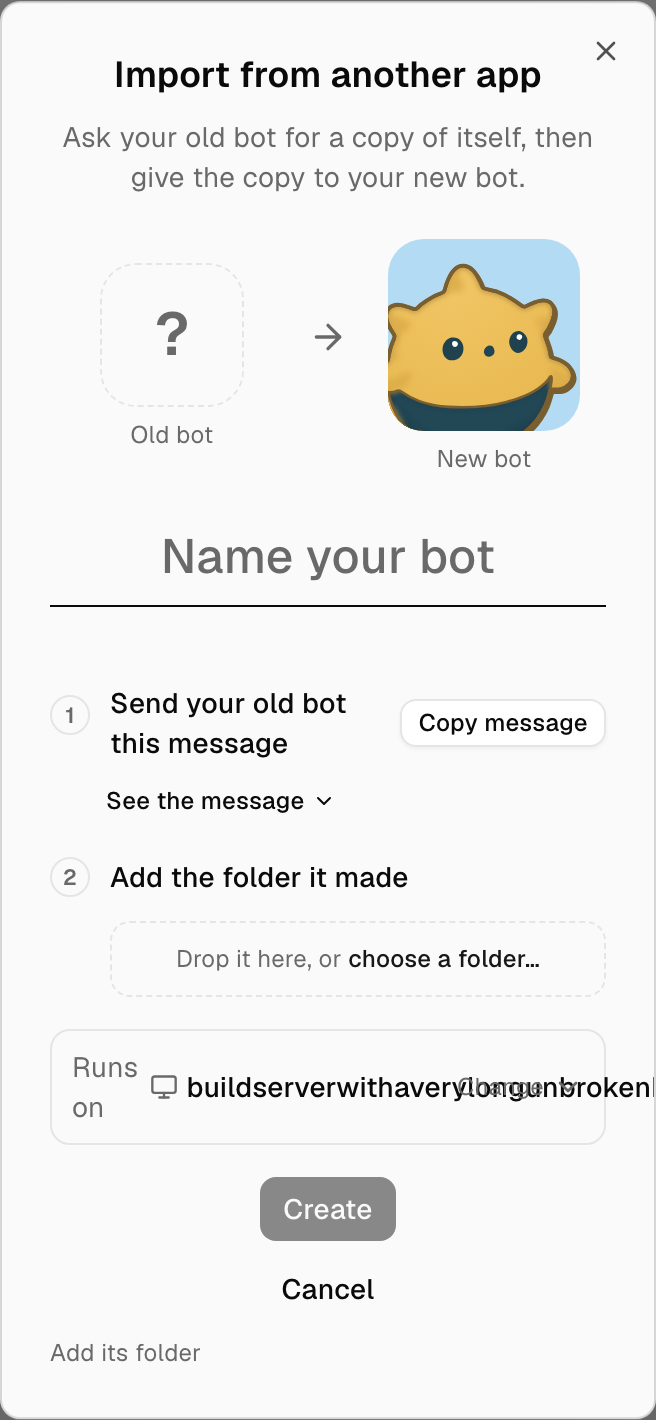 Import from another app
Ask your old bot for a copy of itself, then
give the copy to your new bot.
?
Old bot
New bot
Name your bot
1
Send your old bot
this message
Copy message
See the message
2
Add the folder it made
Drop it here, or choose a folder...
Runs
on
buildserverwithaverylongunbroken
Change
Create
Cancel
Add its folder